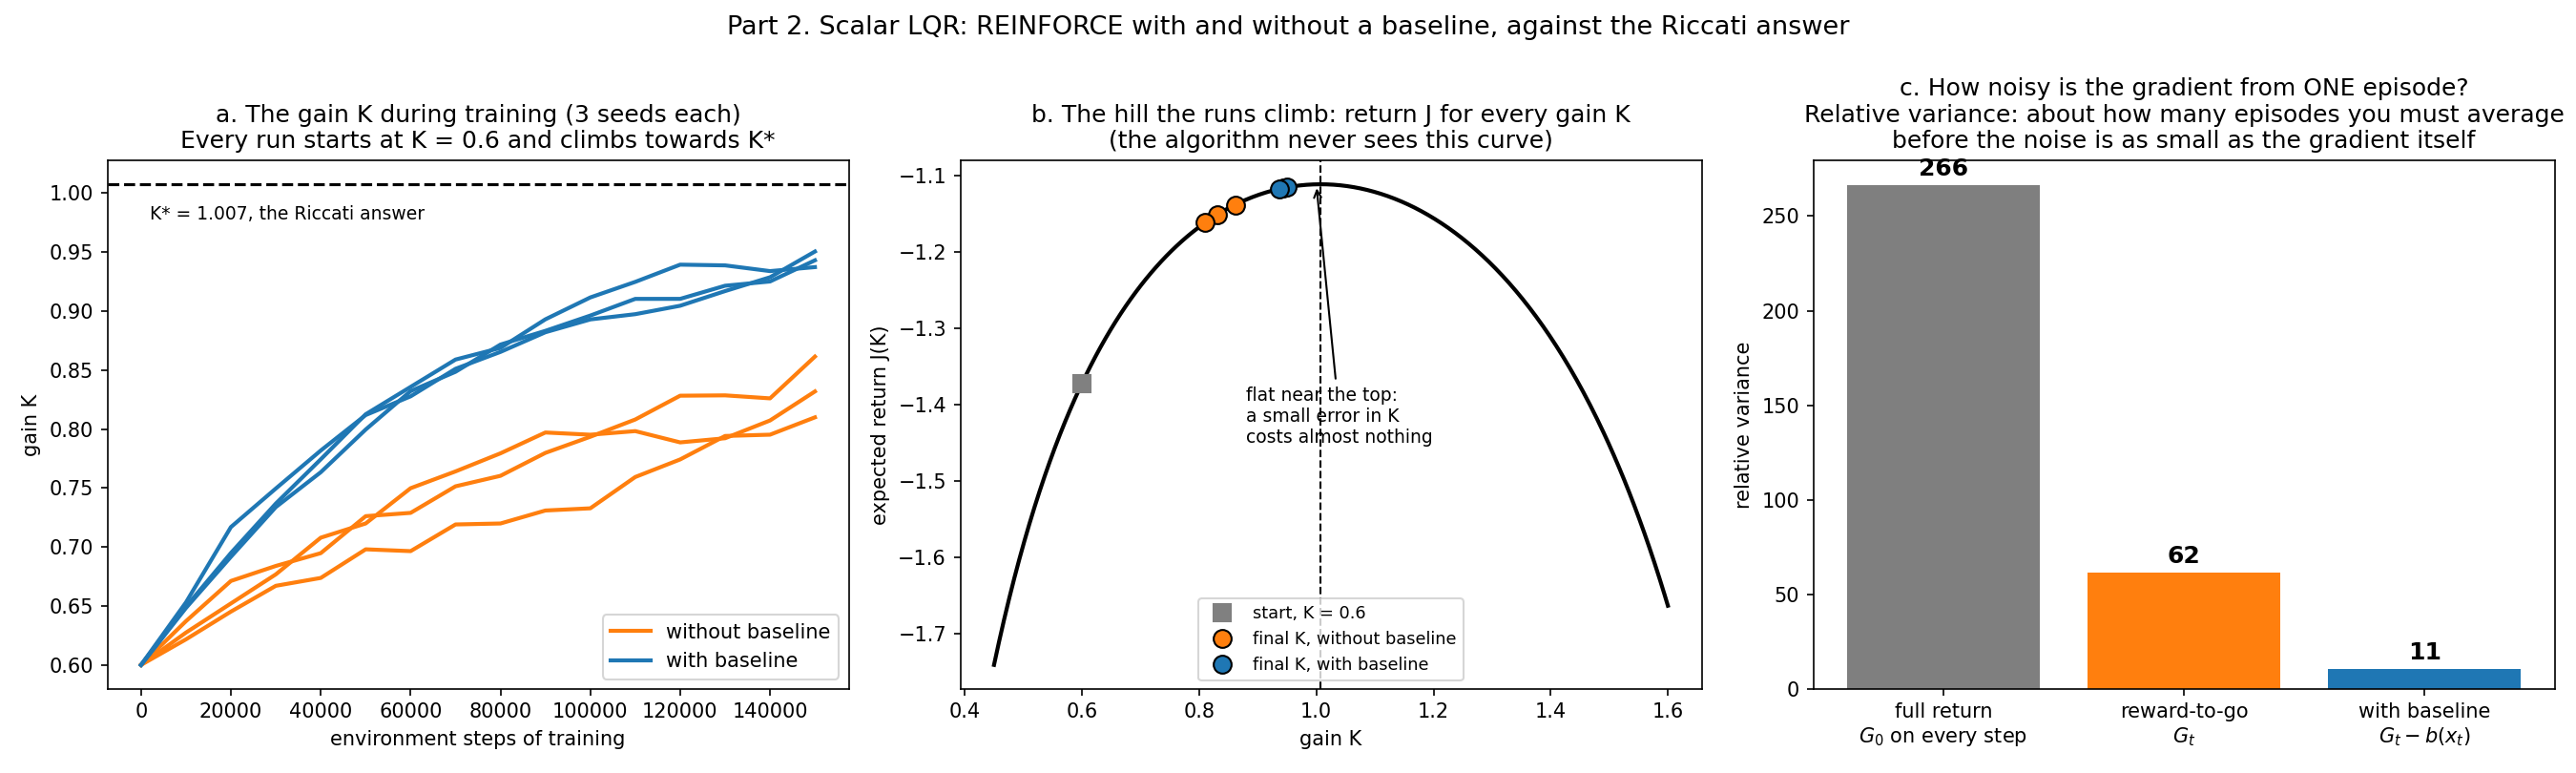 Part 2. Scalar LQR: REINFORCE with and without a baseline, against the Riccati answer
a. The gain K during training (3 seeds each)
Every run starts at K = 0.6 and climbs towards K*
1.00
0.95
0.90
0.85
0.80
0.75
0.70
0.65
0.60
gain K
K* = 1.007, the Riccati answer
without baseline
with baseline
0 20000 40000 60000 80000 100000 120000 140000
environment steps of training
b. The hill the runs climb: return J for every gain K
(the algorithm never sees this curve)
−1.1
−1.2
−1.3
−1.4
−1.5
−1.6
−1.7
expected return J(K)
flat near the top:
a small error in K
costs almost nothing
start, K = 0.6
final K, without baseline
final K, with baseline
0.4 0.6 0.8 1.0 1.2 1.4 1.6
gain K
c. How noisy is the gradient from ONE episode?
Relative variance: about how many episodes you must average
before the noise is as small as the gradient itself
250
200
150
100
50
0
relative variance
266
62
11
full return
G₀ on every step
reward-to-go
Gₜ
with baseline
Gₜ − b(xₜ)